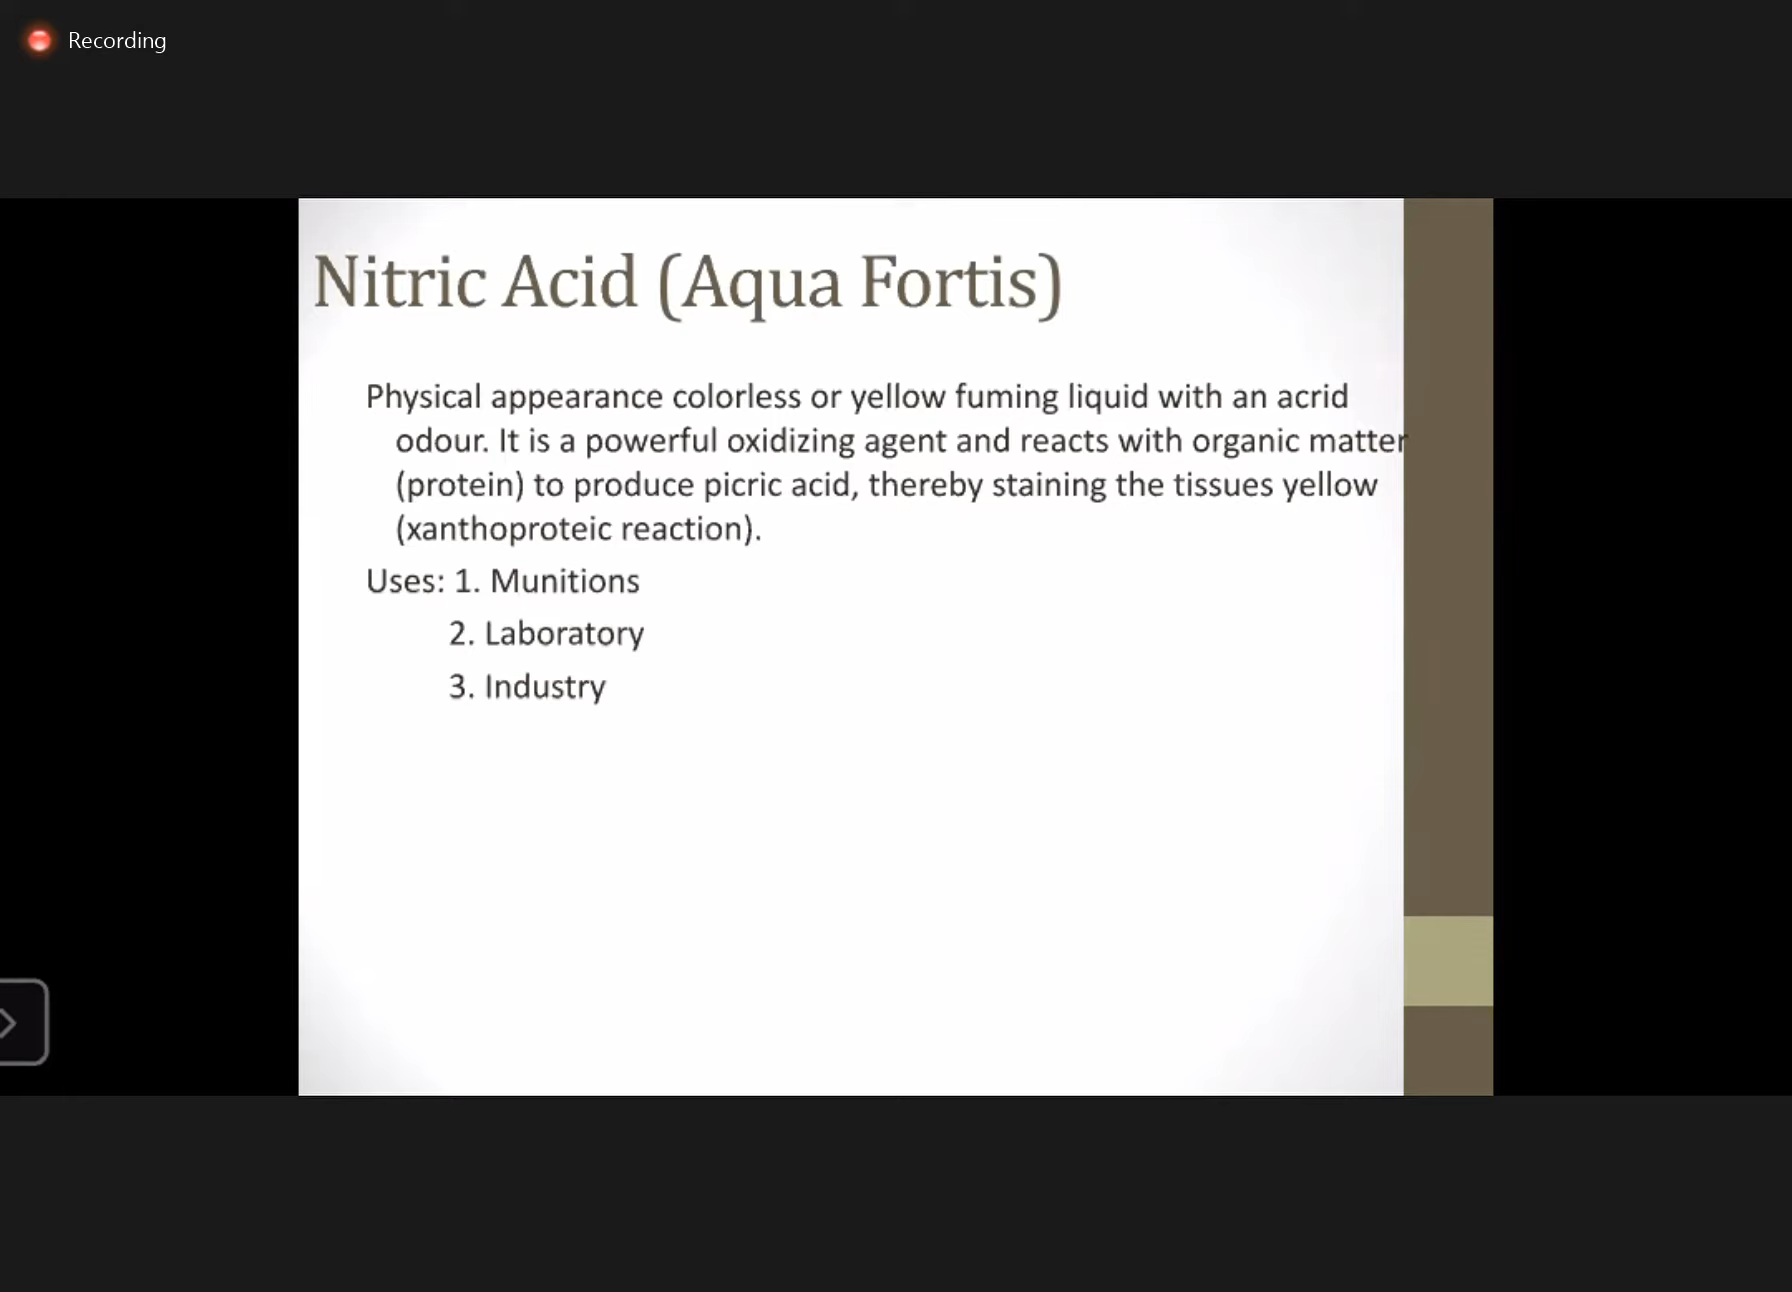 Recording
Nitric Acid (Aqua Fortis)
Physical appearance colorless or yellow fuming liquid with an acrid
odour. It is a powerful oxidizing agent and reacts with organic matter
(protein) to produce picric acid, thereby staining the tissues yellow
(xanthoproteic reaction).
Uses: 1. Munitions
2. Laboratory
3. Industry